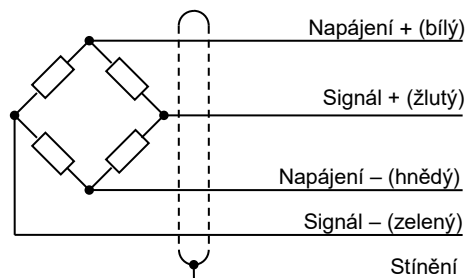 Napájení + (bílý)
Signál + (žlutý)
Napájení – (hnědý)
Signál – (zelený)
Stínění